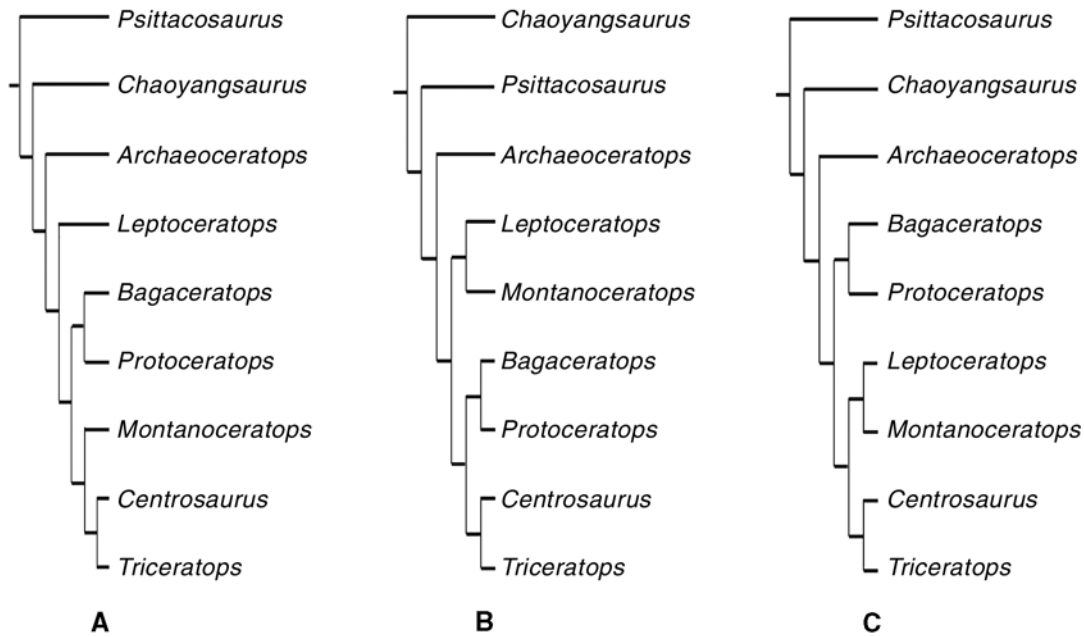 Psittacosaurus
Chaoyangsaurus
Archaeoceratops
Leptoceratops
Bagaceratops
Protoceratops
Montanoceratops
Centrosaurus
Triceratops
A
Chaoyangsaurus
Psittacosaurus
Archaeoceratops
Leptoceratops
Montanoceratops
Bagaceratops
Protoceratops
Centrosaurus
Triceratops
B
Psittacosaurus
Chaoyangsaurus
Archaeoceratops
Bagaceratops
Protoceratops
Leptoceratops
Montanoceratops
Centrosaurus
Triceratops
C